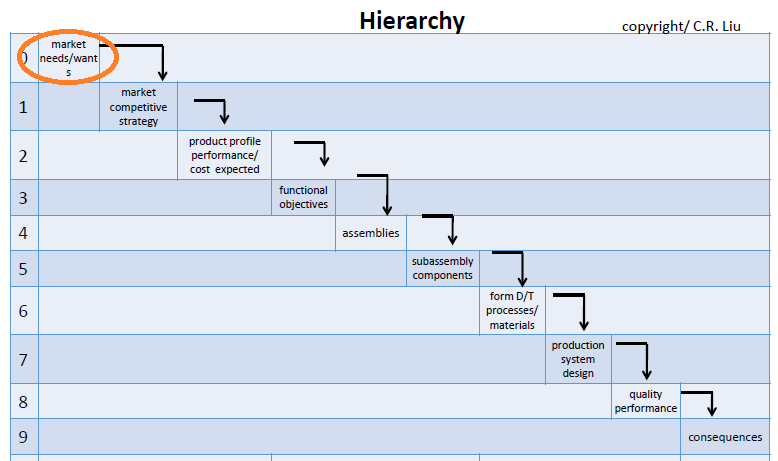 Hierarchy
copyright/ C.R. Liu
0
market
needs/want
s
1
market
competitive
strategy
2
product profile
performance/
cost expected
3
functional
objectives
4
assemblies
5
subassembly
components
6
form D/T
processes/
materials
7
production
system
design
8
quality
performance
9
consequences